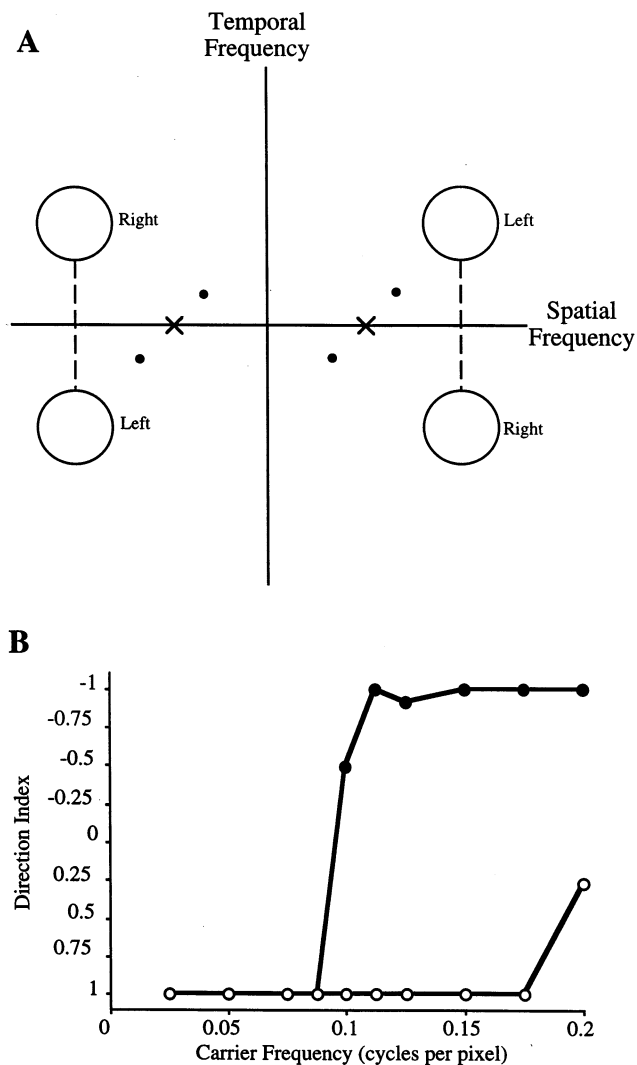 A
Temporal
Frequency
Right
Left
Spatial
Frequency
Left
Right
B
-1
-0.75
-0.5
-0.25
0
0.25
0.5
0.75
1
Direction Index
0
0.05
0.1
0.15
0.2
Carrier Frequency (cycles per pixel)